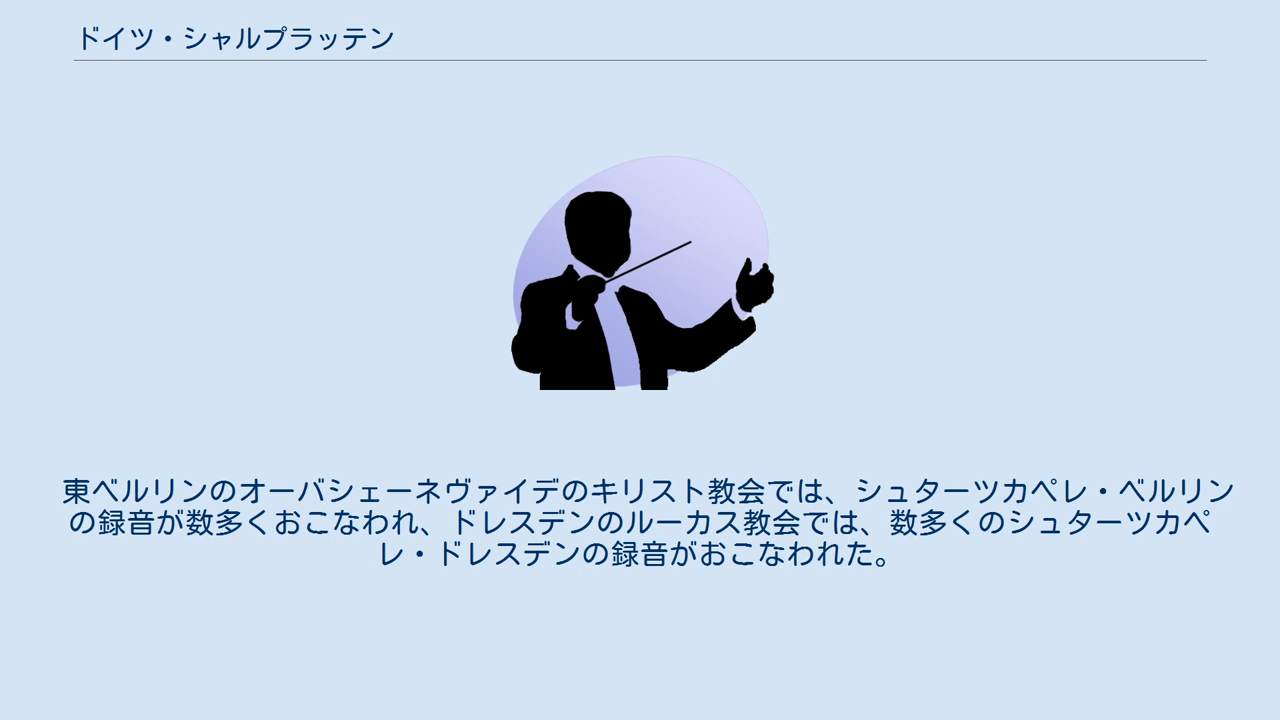 ドイツ・シャルプラッテン
東ベルリンのオーバシェーネヴァイデのキリスト教会では、シュターツカペレ・ベルリン
の録音が数多くおこなわれ、ドレスデンのルーカス教会では、数多くのシュターツカペ
レ・ドレスデンの録音がおこなわれた。